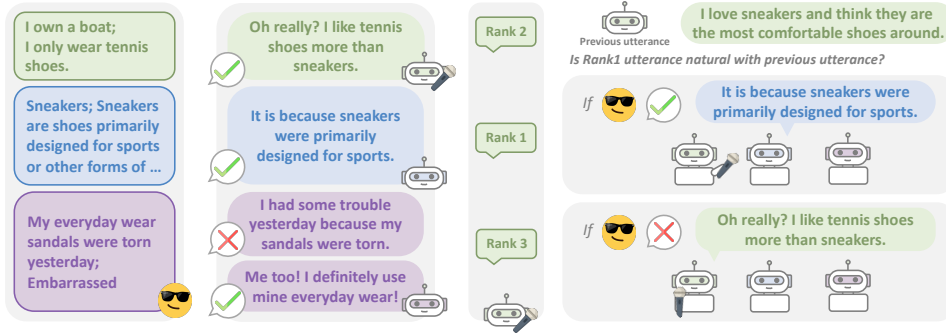 I own a boat;
I only wear tennis
shoes.
Sneakers; Sneakers
are shoes primarily
designed for sports
or other forms of ...
My everyday wear
sandals were torn
yesterday;
Embarrassed
Oh really? I like tennis
shoes more than
sneakers.
It is because sneakers
were primarily
designed for sports.
I had some trouble
yesterday because my
sandals were torn.
Me too! I definitely use
mine everyday wear!
Rank 2
Rank 1
Rank 3
Previous utterance
I love sneakers and think they are
the most comfortable shoes around.
Is Rank1 utterance natural with previous utterance?
If
It is because sneakers were
primarily designed for sports.
If
Oh really? I like tennis shoes
more than sneakers.